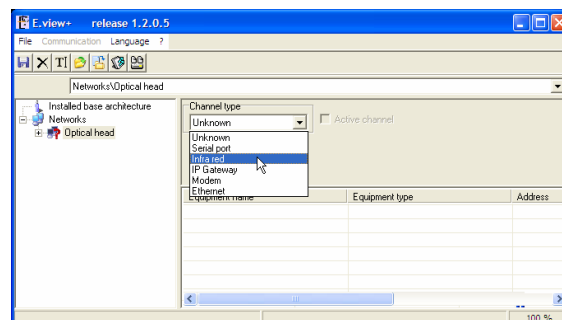 E.view+ release 1.2.0.5
File Communication Language ?
Networks\Optical head
Installed base architecture
Networks
Optical head
Channel type
Unknown
Active channel
Unknown
Serial port
Infra red
IP Gateway
Modem
Ethernet
Equipment name Equipment type Address
100 %